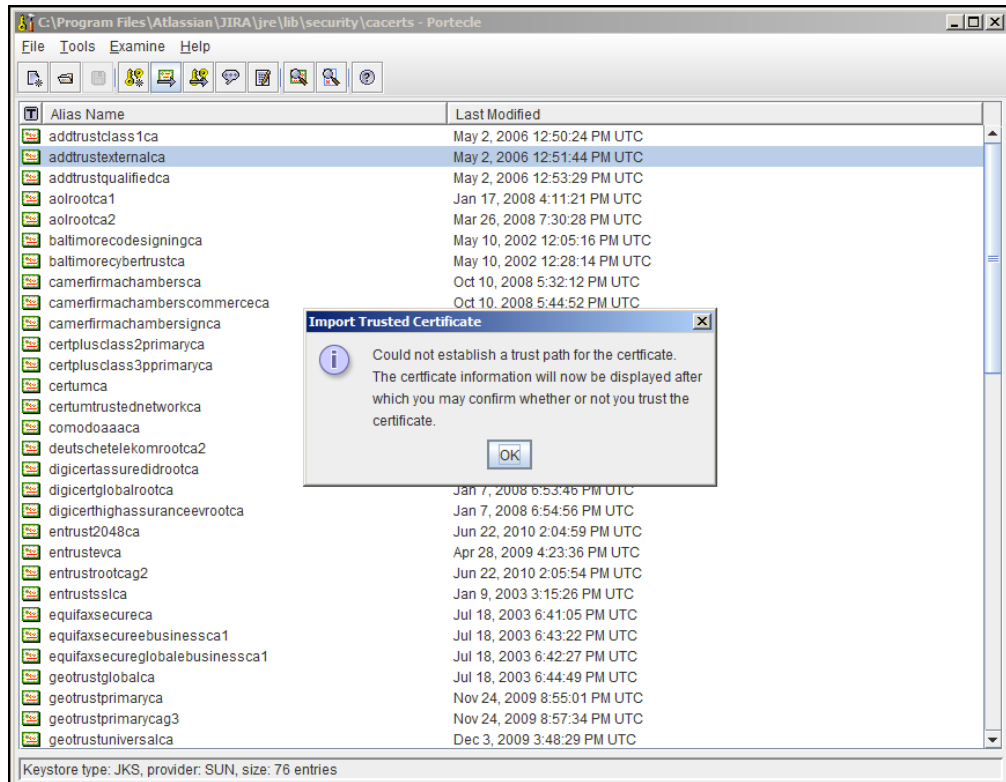 C:\Program Files\Atlassian\JIRA\jre\lib\security\cacerts - Portecle
File Tools Examine Help
T Alias Name Last Modified
addtrustclass1ca May 2, 2006 12:50:24 PM UTC
addtrustexternalca May 2, 2006 12:51:44 PM UTC
addtrustqualifiedca May 2, 2006 12:53:29 PM UTC
aolrootca1 Jan 17, 2008 4:11:21 PM UTC
aolrootca2 Mar 26, 2008 7:30:28 PM UTC
baltimorecodesigningca May 10, 2002 12:05:16 PM UTC
baltimorecybertrustca May 10, 2002 12:28:14 PM UTC
camerfirmachambersca Oct 10, 2008 5:32:12 PM UTC
camerfirmachamberscommerceca Oct 10, 2008 5:44:52 PM UTC
camerfirmachambersignca
certplusclass2primaryca
certplusclass3pprimaryca
certumca
certumtrustednetworkca
comodoaaaca
deutschetelekomrootca2
digicertassuredidrootca
Import Trusted Certificate
Could not establish a trust path for the certficate.
The certficate information will now be displayed after
which you may confirm whether or not you trust the
certificate.
OK
digicertglobalrootca Jan 7, 2008 6:53:46 PM UTC
digicerthighassuranceevrootca Jan 7, 2008 6:54:56 PM UTC
entrust2048ca Jun 22, 2010 2:04:59 PM UTC
entrustevca Apr 28, 2009 4:23:36 PM UTC
entrustrootcag2 Jun 22, 2010 2:05:54 PM UTC
entrustsslca Jan 9, 2003 3:15:26 PM UTC
equifaxsecureca Jul 18, 2003 6:41:05 PM UTC
equifaxsecureebusinessca1 Jul 18, 2003 6:43:22 PM UTC
equifaxsecureglobalebusinessca1 Jul 18, 2003 6:42:27 PM UTC
geotrustglobalca Jul 18, 2003 6:44:49 PM UTC
geotrustprimaryca Nov 24, 2009 8:55:01 PM UTC
geotrustprimarycag3 Nov 24, 2009 8:57:34 PM UTC
geotrustuniversalca Dec 3, 2009 3:48:29 PM UTC
Keystore type: JKS, provider: SUN, size: 76 entries